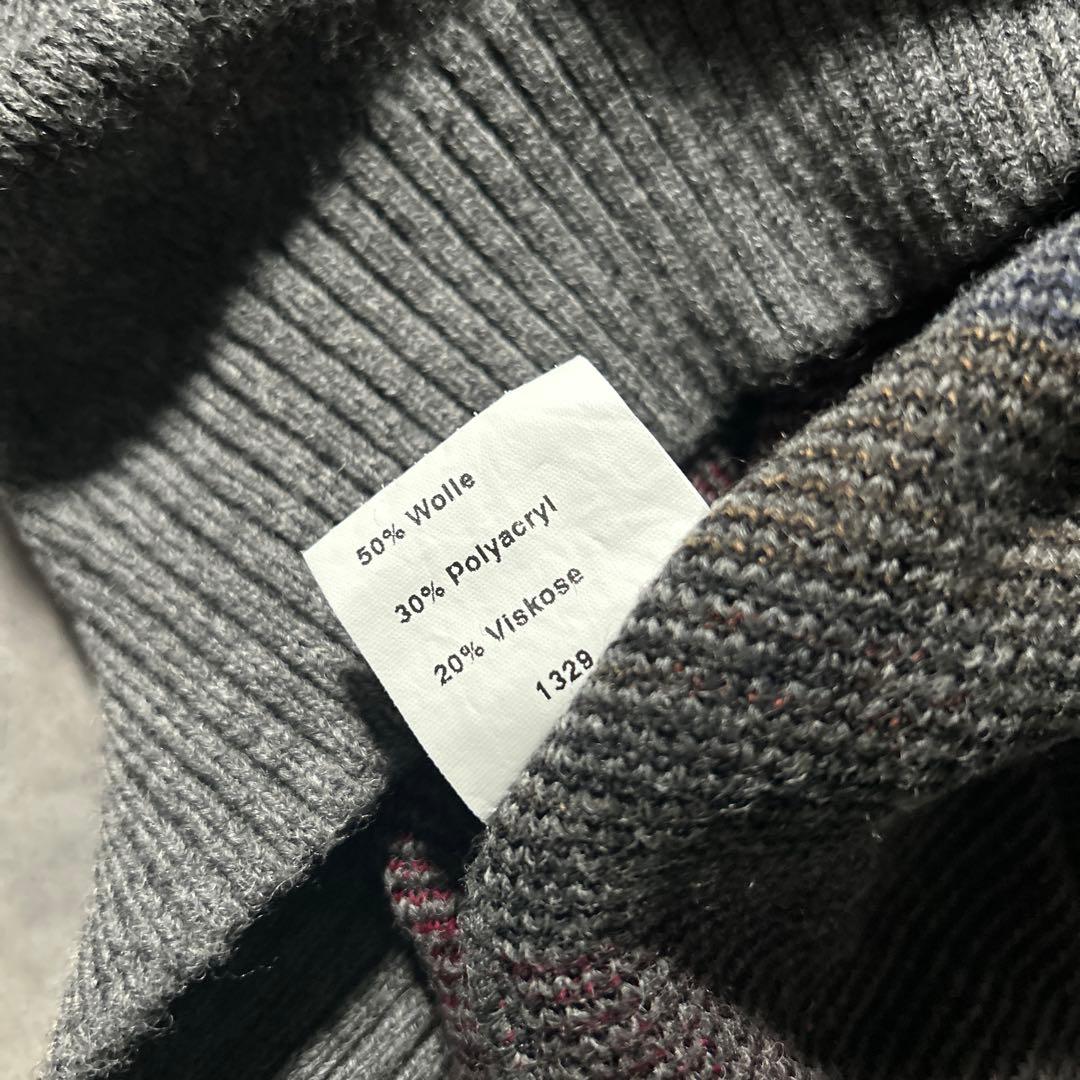 50% Wolle
30% Polyacryl
20% Viskose
1329